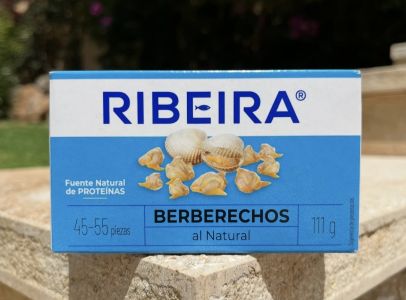 RIBEIRA®
Fuente Natural
de PROTEÍNAS
45-55 piezas
BERBERECHOS
al Natural
111 g